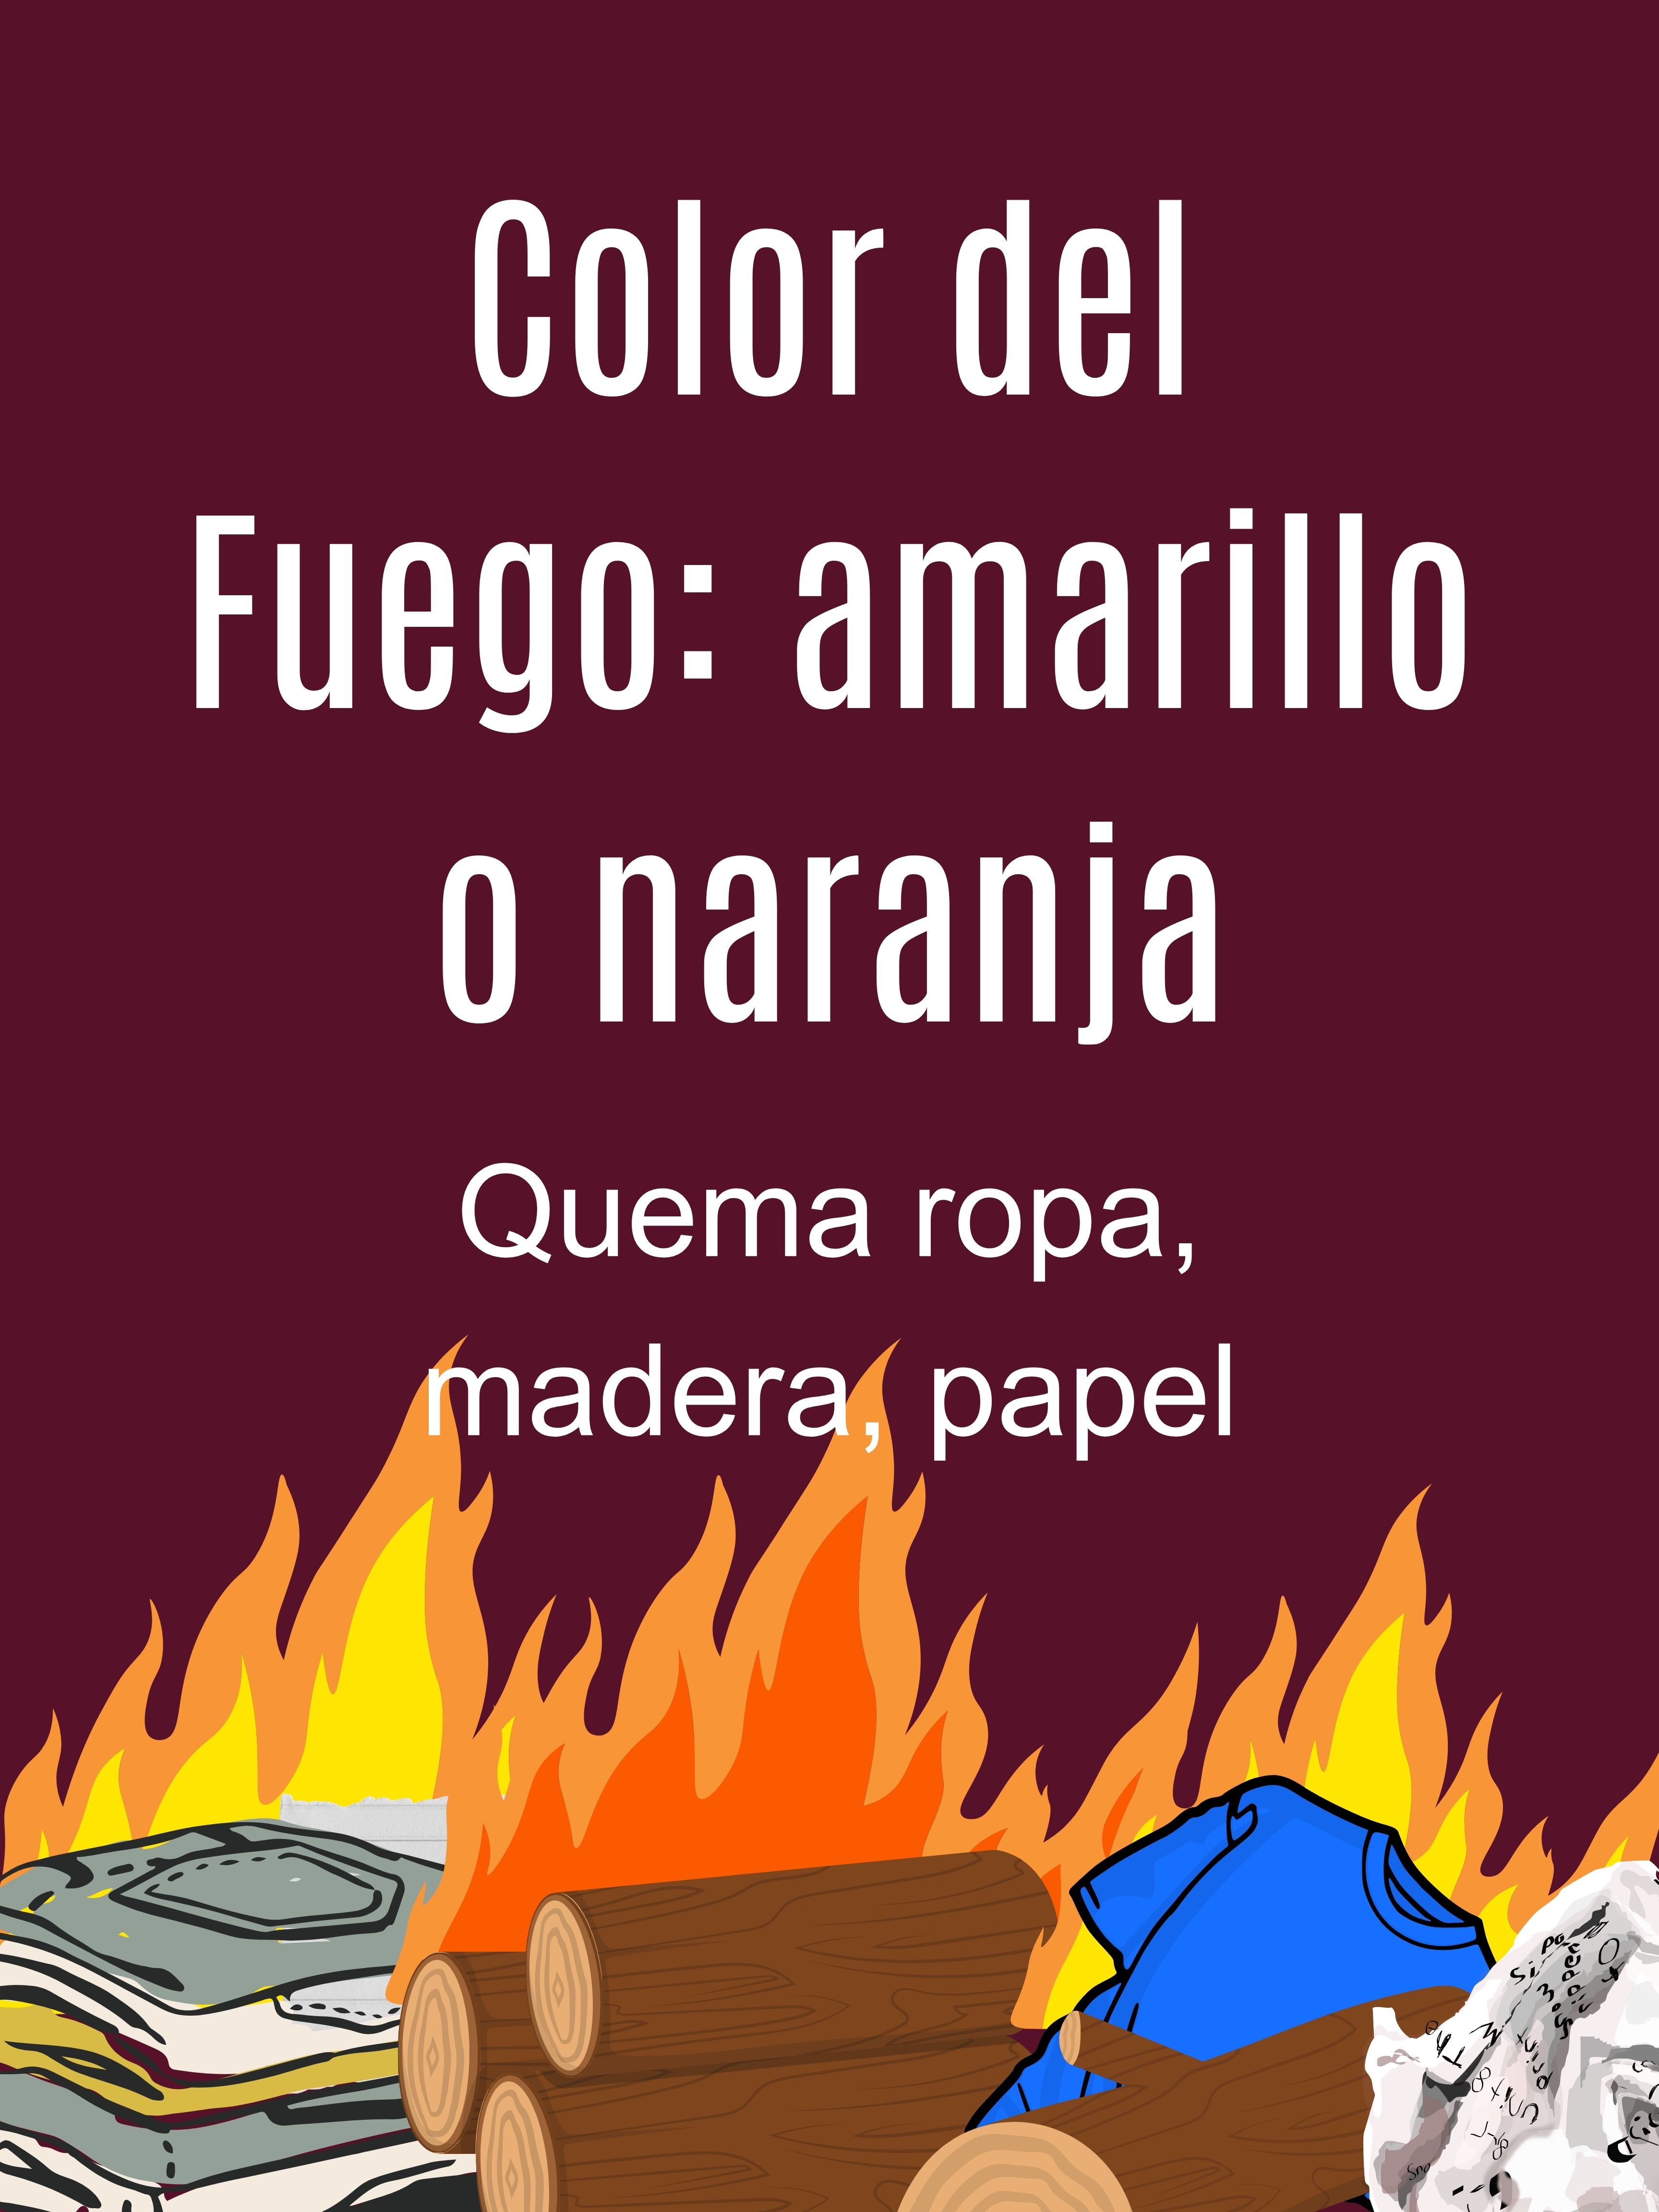 Color del
Fuego: amarillo
o naranja
Quema ropa,
madera, papel